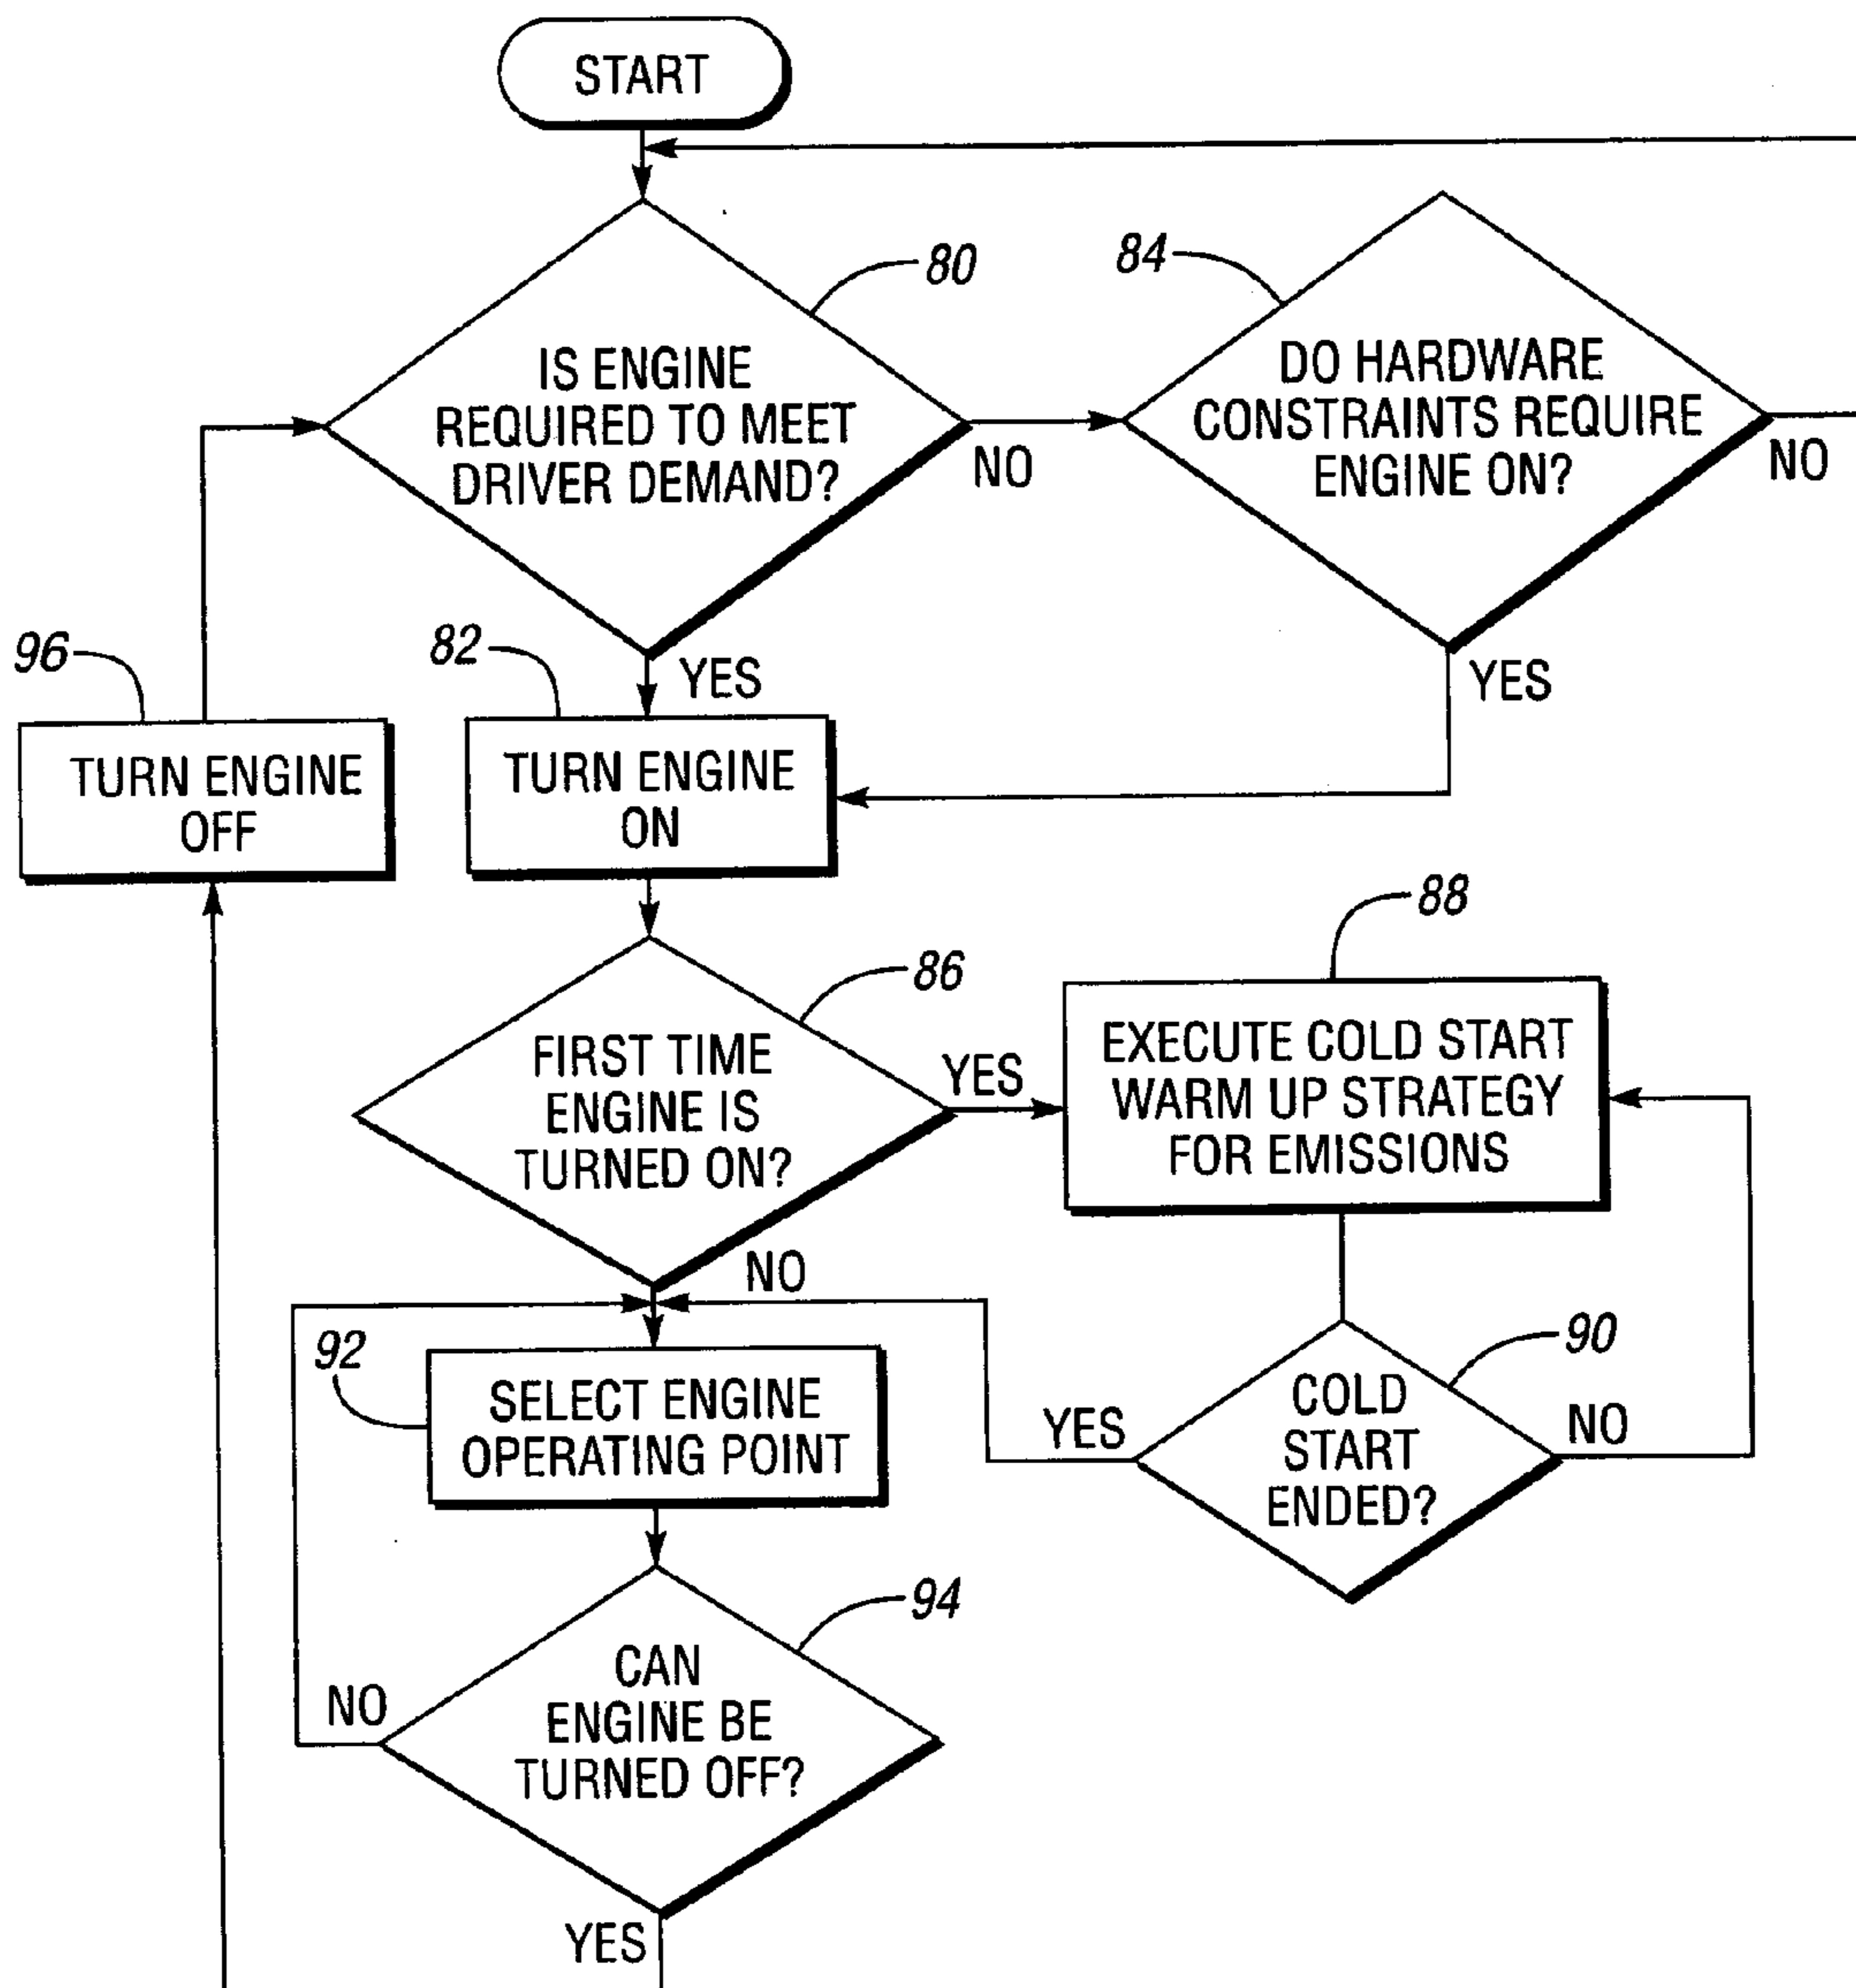 START
80
IS ENGINE
REQUIRED TO MEET
DRIVER DEMAND?
NO
84
DO HARDWARE
CONSTRAINTS REQUIRE
ENGINE ON?
NO
YES
YES
96
TURN ENGINE
OFF
82
TURN ENGINE
ON
86
FIRST TIME
ENGINE IS
TURNED ON?
YES
NO
88
EXECUTE COLD START
WARM UP STRATEGY
FOR EMISSIONS
90
COLD
START
ENDED?
YES
NO
92
SELECT ENGINE
OPERATING POINT
94
CAN
ENGINE BE
TURNED OFF?
NO
YES